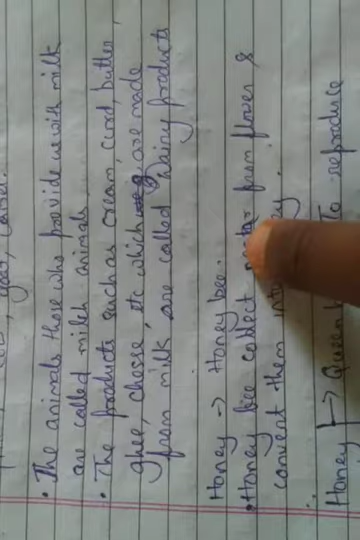 goat, camel.
• The animals those who provide us with milk
are called milch animals.
• The products such as cream, curd, butter,
ghee, chesse, etc which are made
from milk are called Dairy products
Honey → Honey bee.
• Honey bee collect from flower &
convert them into
Honey → Queen To reproduce